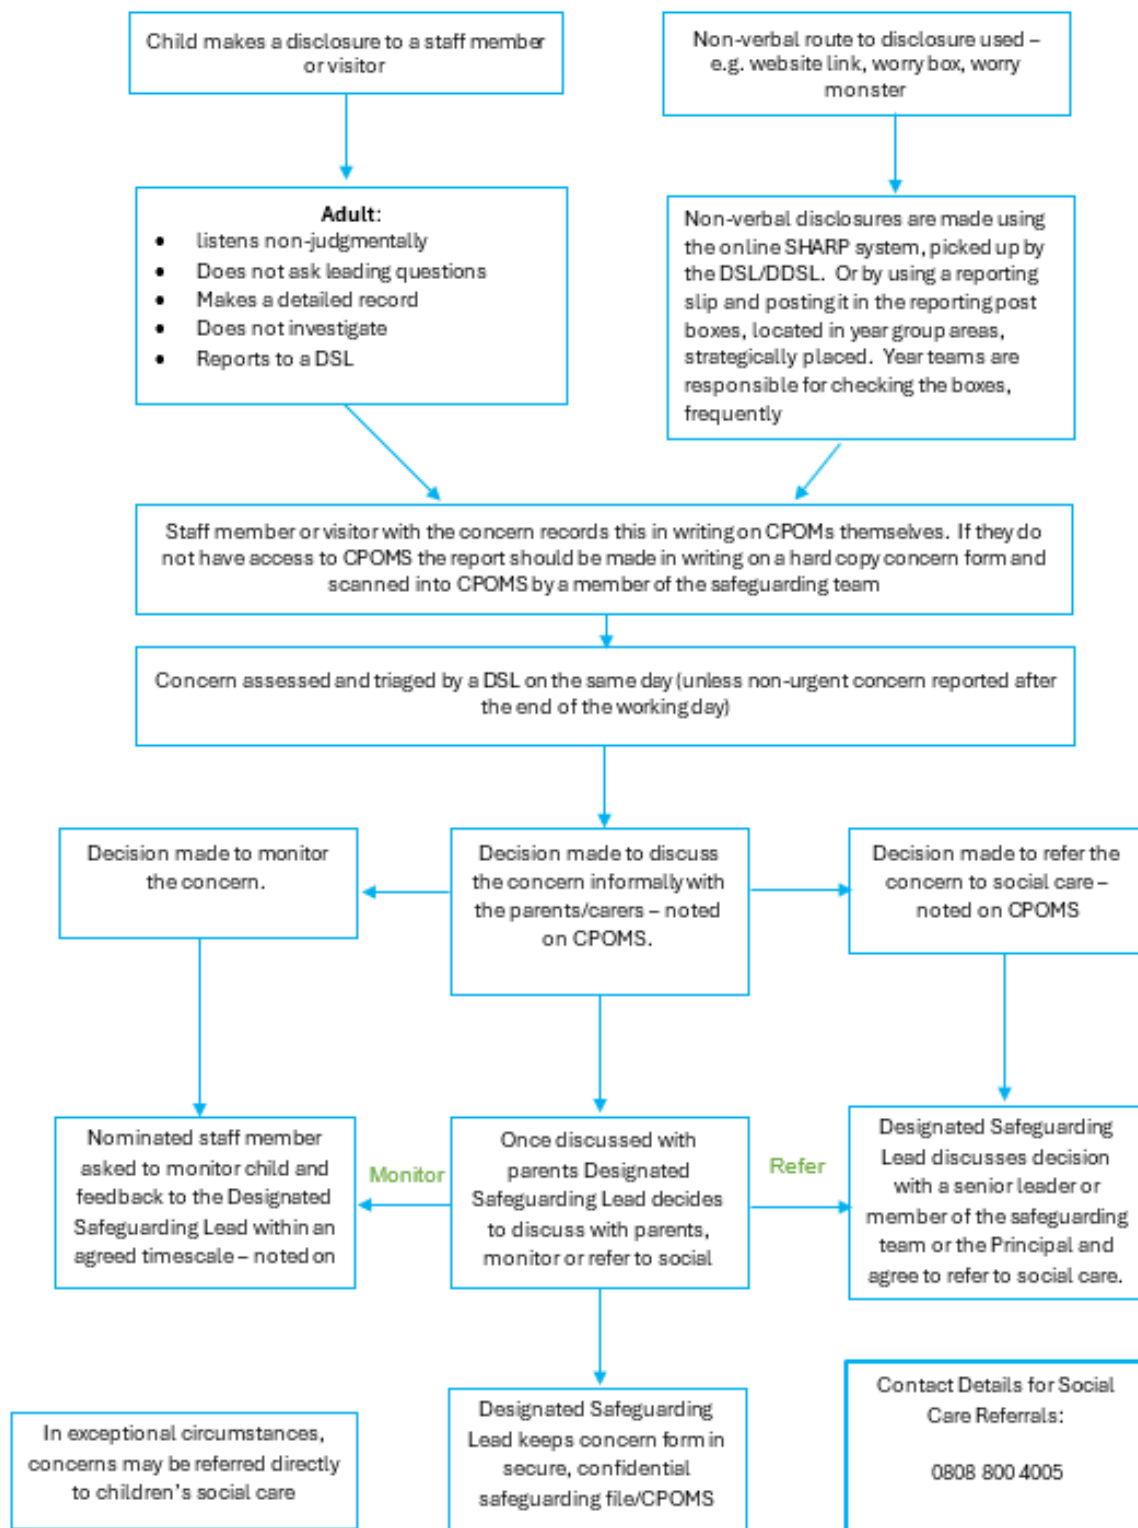 Child makes a disclosure to a staff member
or visitor
Non-verbal route to disclosure used –
e.g. website link, worry box, worry
monster
Adult:
• listens non-judgmentally
• Does not ask leading questions
• Makes a detailed record
• Does not investigate
• Reports to a DSL
Non-verbal disclosures are made using
the online SHARP system, picked up by
the DSL/DDSL. Or by using a reporting
slip and posting it in the reporting post
boxes, located in year group areas,
strategically placed. Year teams are
responsible for checking the boxes,
frequently
Staff member or visitor with the concern records this in writing on CPOMs themselves. If they do
not have access to CPOMS the report should be made in writing on a hard copy concern form and
scanned into CPOMS by a member of the safeguarding team
Concern assessed and triaged by a DSL on the same day (unless non-urgent concern reported after
the end of the working day)
Decision made to monitor
the concern.
Decision made to discuss
the concern informally with
the parents/carers – noted
on CPOMS.
Decision made to refer the
concern to social care –
noted on CPOMS
Nominated staff member
asked to monitor child and
feedback to the Designated
Safeguarding Lead within an
agreed timescale – noted on
Monitor
Once discussed with
parents Designated
Safeguarding Lead decides
to discuss with parents,
monitor or refer to social
Refer
Designated Safeguarding
Lead discusses decision
with a senior leader or
member of the safeguarding
team or the Principal and
agree to refer to social care.
In exceptional circumstances,
concerns may be referred directly
to children's social care
Designated Safeguarding
Lead keeps concern form in
secure, confidential
safeguarding file/CPOMS
Contact Details for Social
Care Referrals:
0808 800 4005